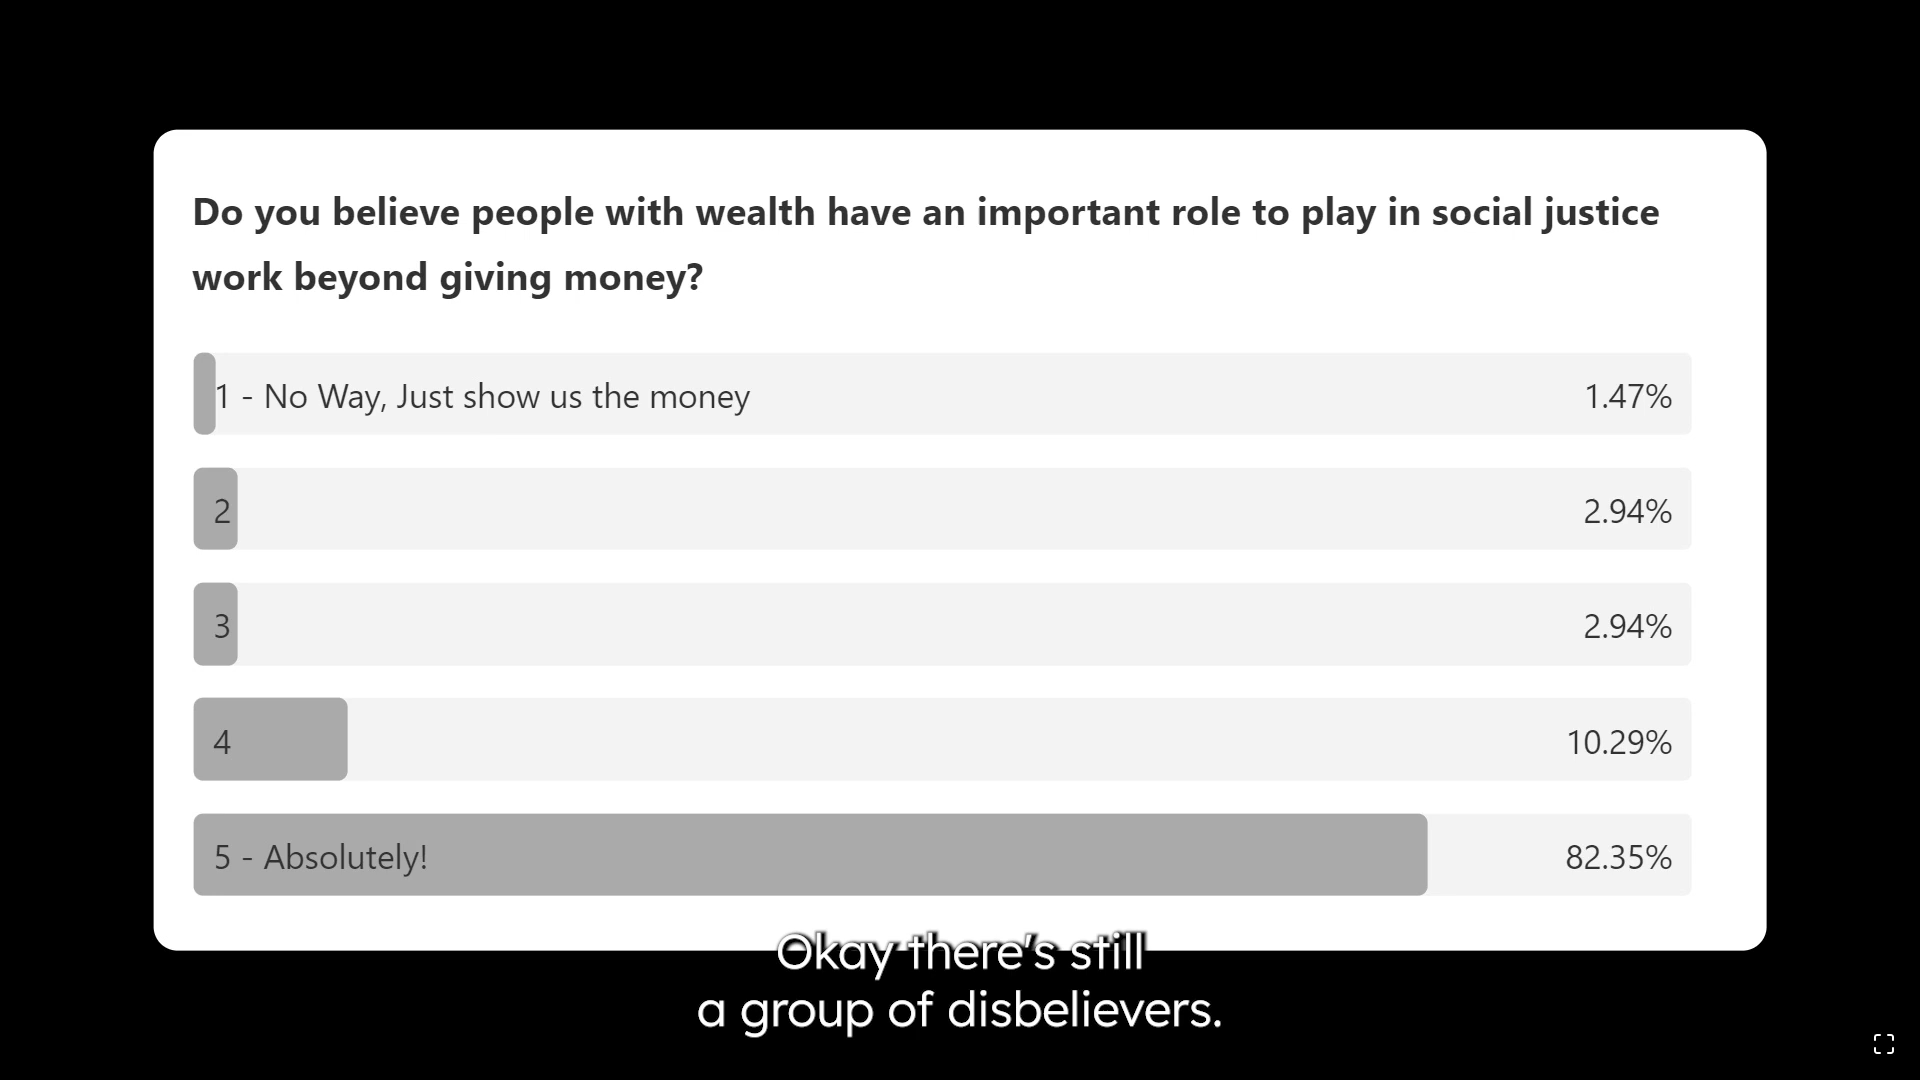 Do you believe people with wealth have an important role to play in social justice
work beyond giving money?
1 - No Way, Just show us the money 1.47%
2 2.94%
3 2.94%
4 10.29%
5 - Absolutely! 82.35%
Okay there's still
a group of disbelievers.